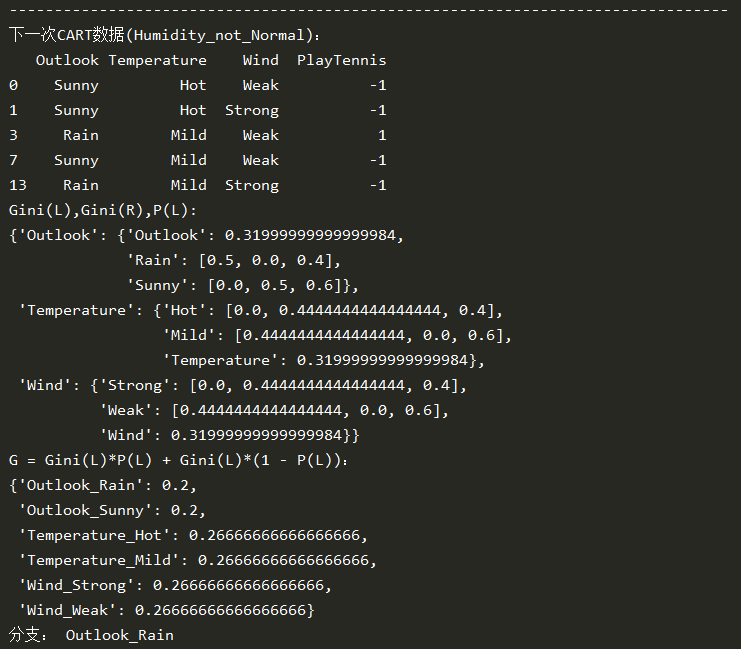 --------------------------------------------------------------------------------
下一次CART数据(Humidity_not_Normal):
   Outlook Temperature    Wind  PlayTennis
0    Sunny         Hot    Weak          -1
1    Sunny         Hot  Strong          -1
3     Rain        Mild    Weak           1
7    Sunny        Mild    Weak          -1
13    Rain        Mild  Strong          -1
Gini(L),Gini(R),P(L):
{'Outlook': {'Outlook': 0.31999999999999984,
             'Rain': [0.5, 0.0, 0.4],
             'Sunny': [0.0, 0.5, 0.6]},
 'Temperature': {'Hot': [0.0, 0.4444444444444444, 0.4],
                 'Mild': [0.4444444444444444, 0.0, 0.6],
                 'Temperature': 0.31999999999999984},
 'Wind': {'Strong': [0.0, 0.4444444444444444, 0.4],
          'Weak': [0.4444444444444444, 0.0, 0.6],
          'Wind': 0.31999999999999984}}
G = Gini(L)*P(L) + Gini(L)*(1 - P(L)):
{'Outlook_Rain': 0.2,
 'Outlook_Sunny': 0.2,
 'Temperature_Hot': 0.26666666666666666,
 'Temperature_Mild': 0.26666666666666666,
 'Wind_Strong': 0.26666666666666666,
 'Wind_Weak': 0.26666666666666666}
分支: Outlook_Rain